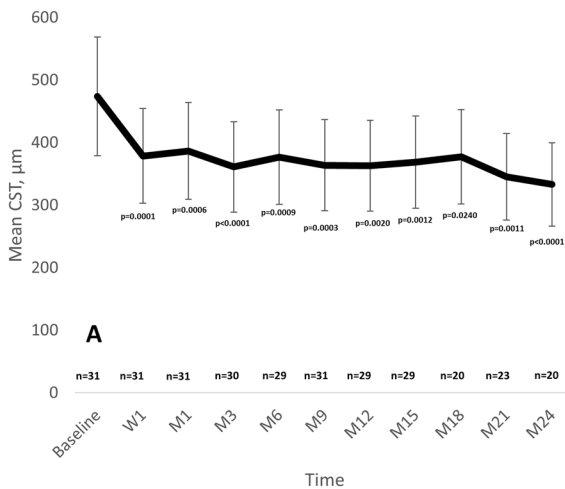 600
500
400
300
200
100
0
Mean CST, µm
p=0.0001
p=0.0006
p<0.0001
p=0.0009
p=0.0003
p=0.0020
p=0.0012
p=0.0240
p=0.0011
p<0.0001
A
n=31 n=31 n=31 n=30 n=29 n=31 n=29 n=29 n=20 n=23 n=20
Baseline W1 M1 M3 M6 M9 M12 M15 M18 M21 M24
Time